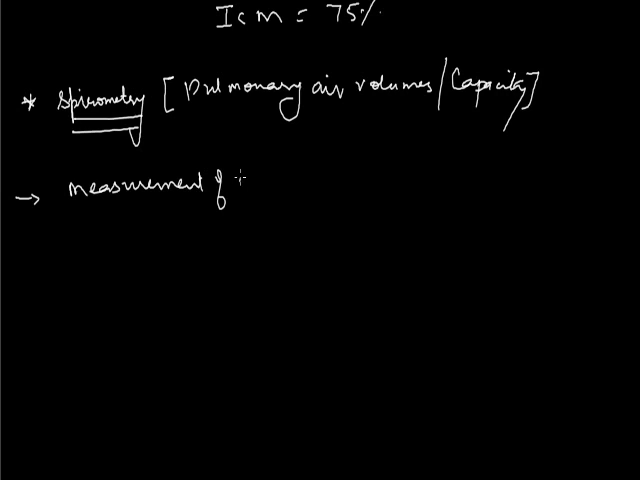 ICM = 75%
* Spirometry [Pulmonary air volumes/Capacity]
→ measurement of